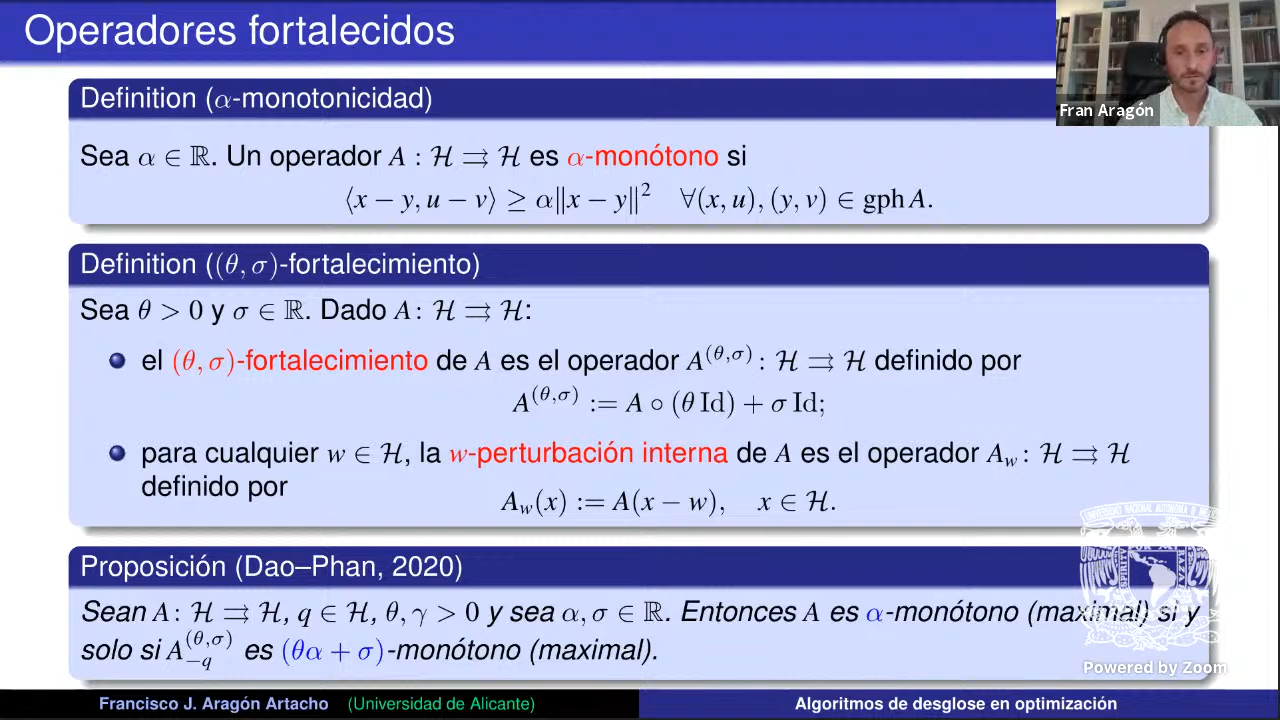 Operadores fortalecidos
Fran Aragón
Definition (α-monotonicidad)
Sea α ∈ ℝ. Un operador A : ℋ ⇉ ℋ es α-monótono si
⟨x − y, u − v⟩ ≥ α‖x − y‖² ∀(x, u), (y, v) ∈ gph A.
Definition ((θ, σ)-fortalecimiento)
Sea θ > 0 y σ ∈ ℝ. Dado A : ℋ ⇉ ℋ:
el (θ, σ)-fortalecimiento de A es el operador A^(θ,σ) : ℋ ⇉ ℋ definido por
A^(θ,σ) := A ∘ (θ Id) + σ Id;
para cualquier w ∈ ℋ, la w-perturbación interna de A es el operador A_w : ℋ ⇉ ℋ
definido por
A_w(x) := A(x − w), x ∈ ℋ.
Proposición (Dao–Phan, 2020)
Sean A : ℋ ⇉ ℋ, q ∈ ℋ, θ, γ > 0 y sea α, σ ∈ ℝ. Entonces A es α-monótono (maximal) si y
solo si A_{−q}^{(θ,σ)} es (θα + σ)-monótono (maximal).
Powered by Zoom
Francisco J. Aragón Artacho (Universidad de Alicante) Algoritmos de desglose en optimización